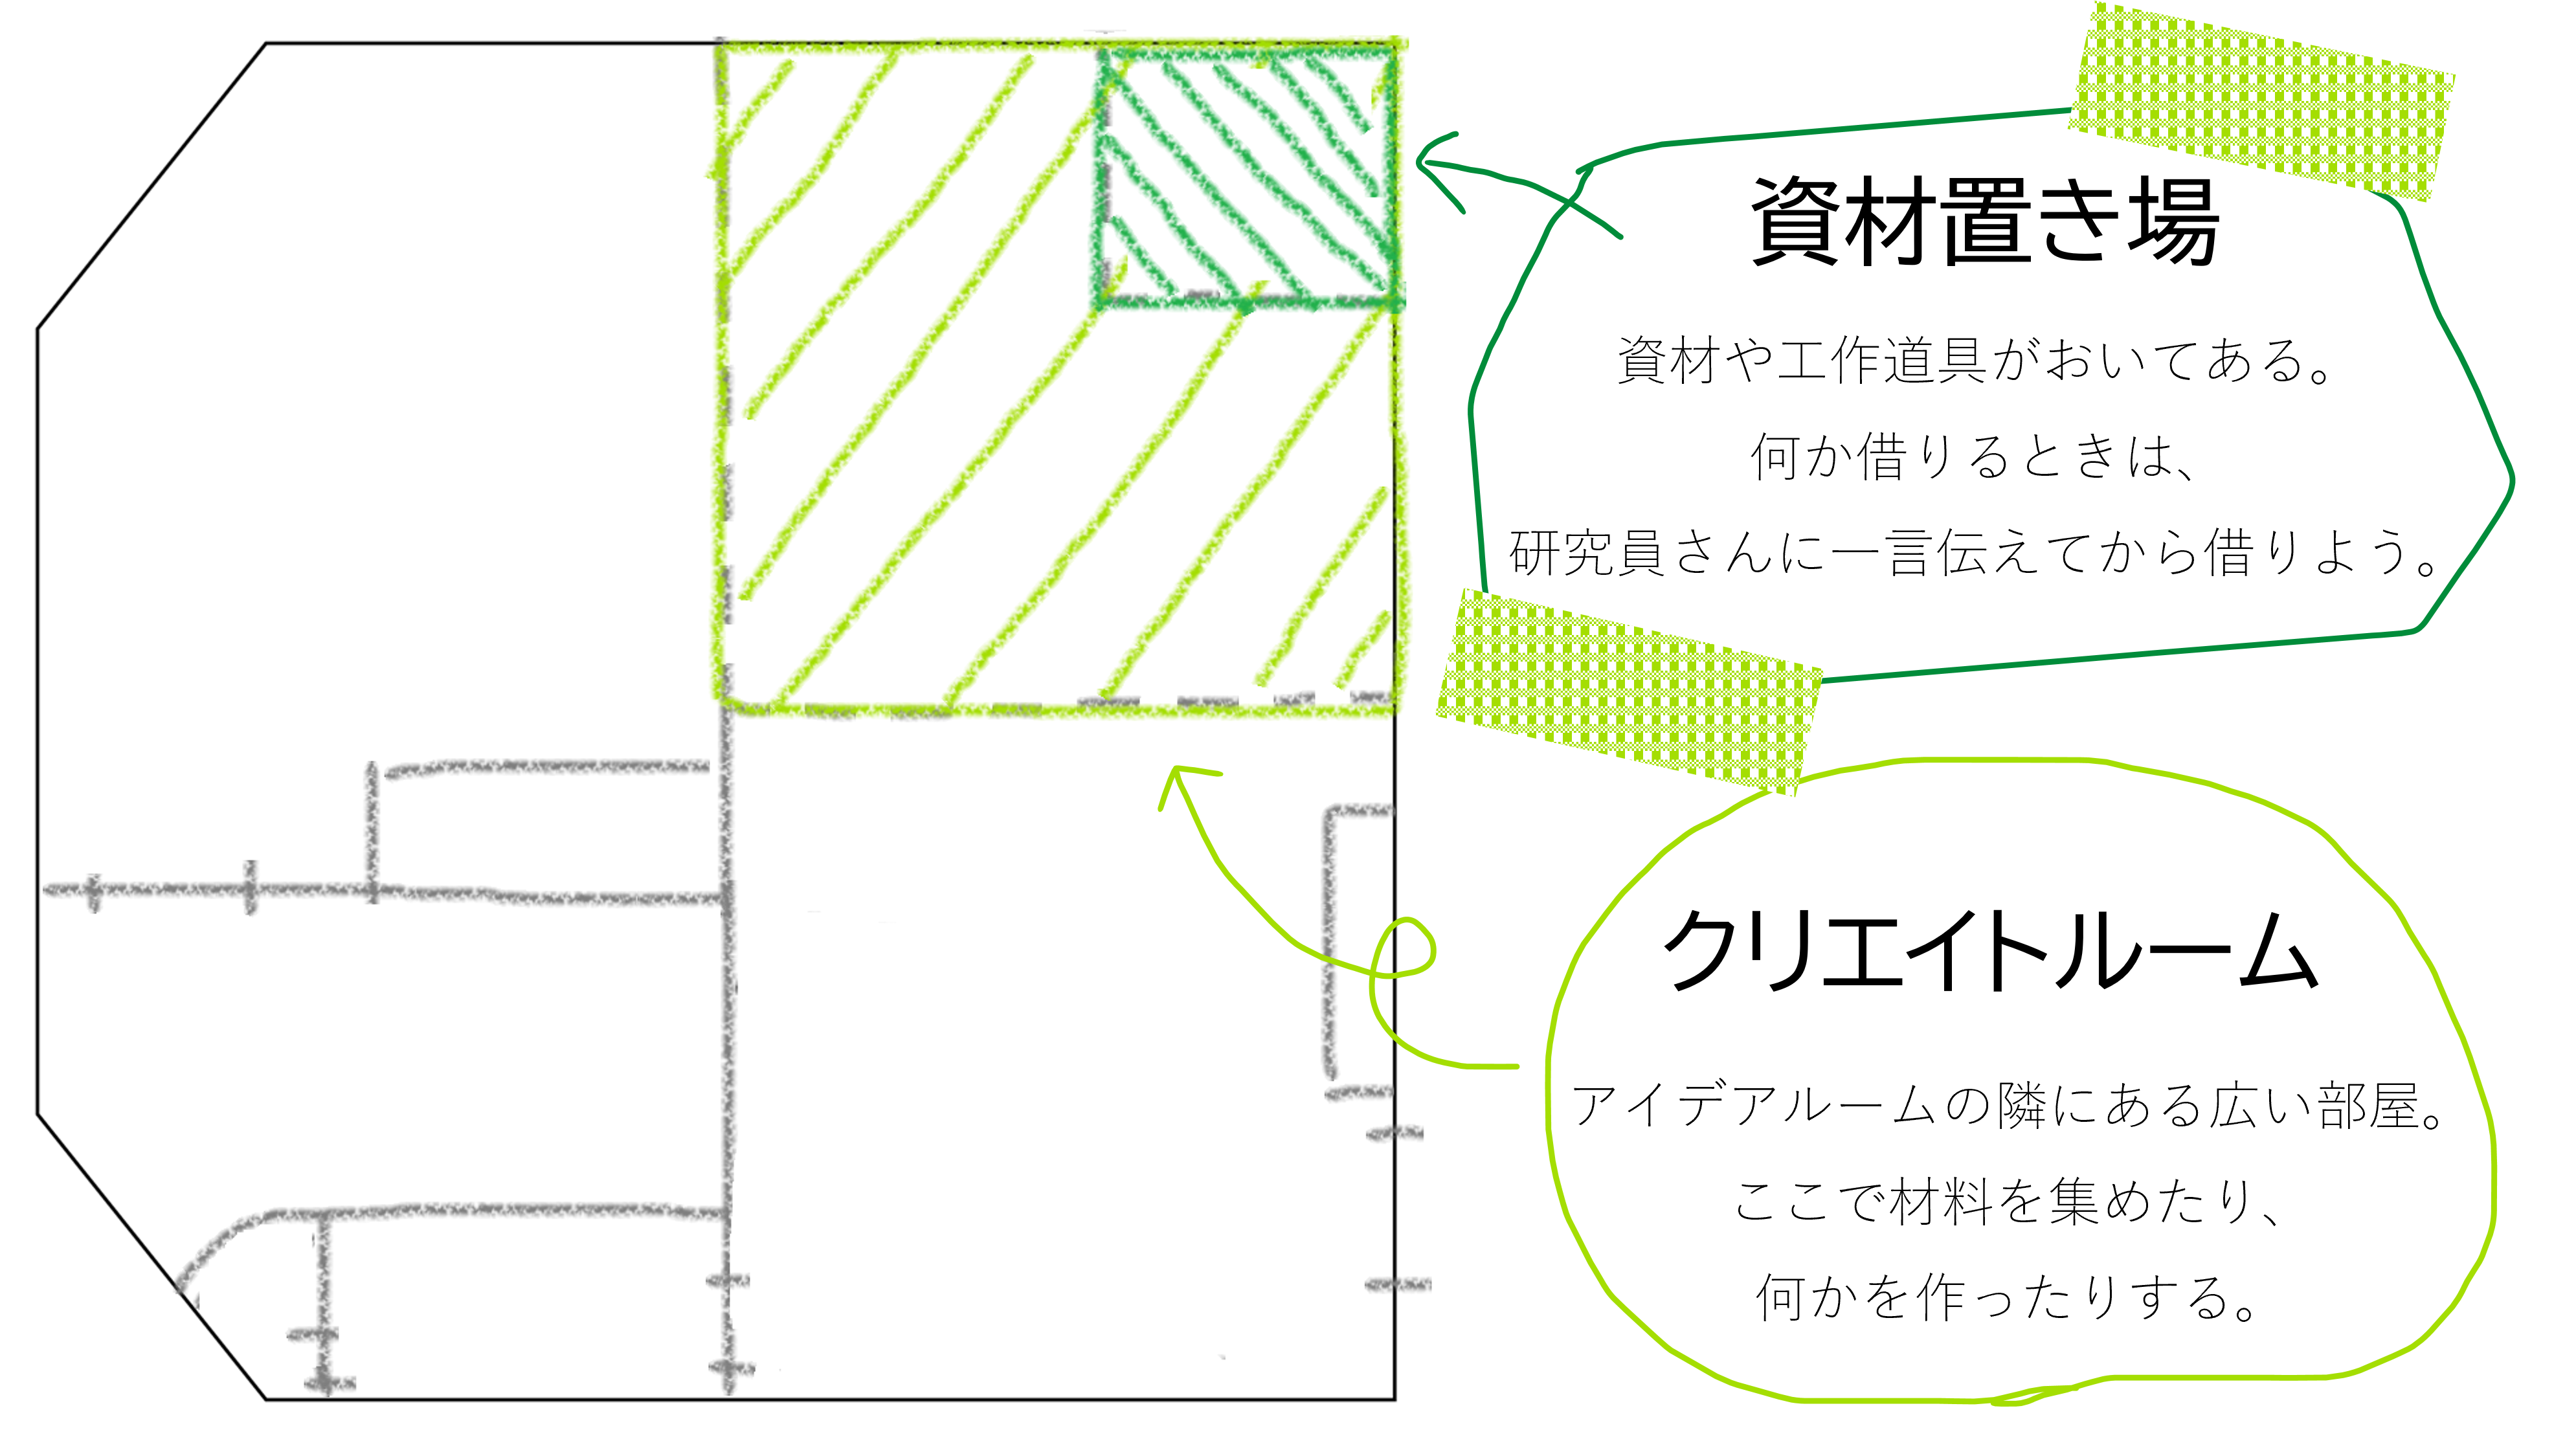 資材置き場
資材や工作道具がおいてある。
何か借りるときは、
研究員さんに一言伝えてから借りよう。
クリエイトルーム
アイデアルームの隣にある広い部屋。
ここで材料を集めたり、
何かを作ったりする。